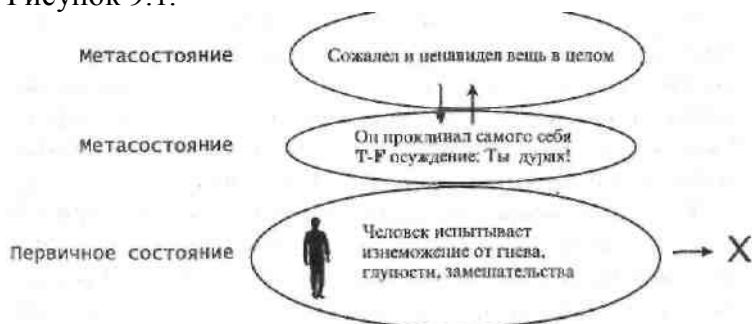 Рисунок 9.1.
Метасостояние
Сожалел и ненавидел вещь в целом
Метасостояние
Он проклинал самого себя
T-F осуждение: Ты дурак!
Первичное состояние
Человек испытывает
изнеможение от гнева,
глупости, замешательства
X